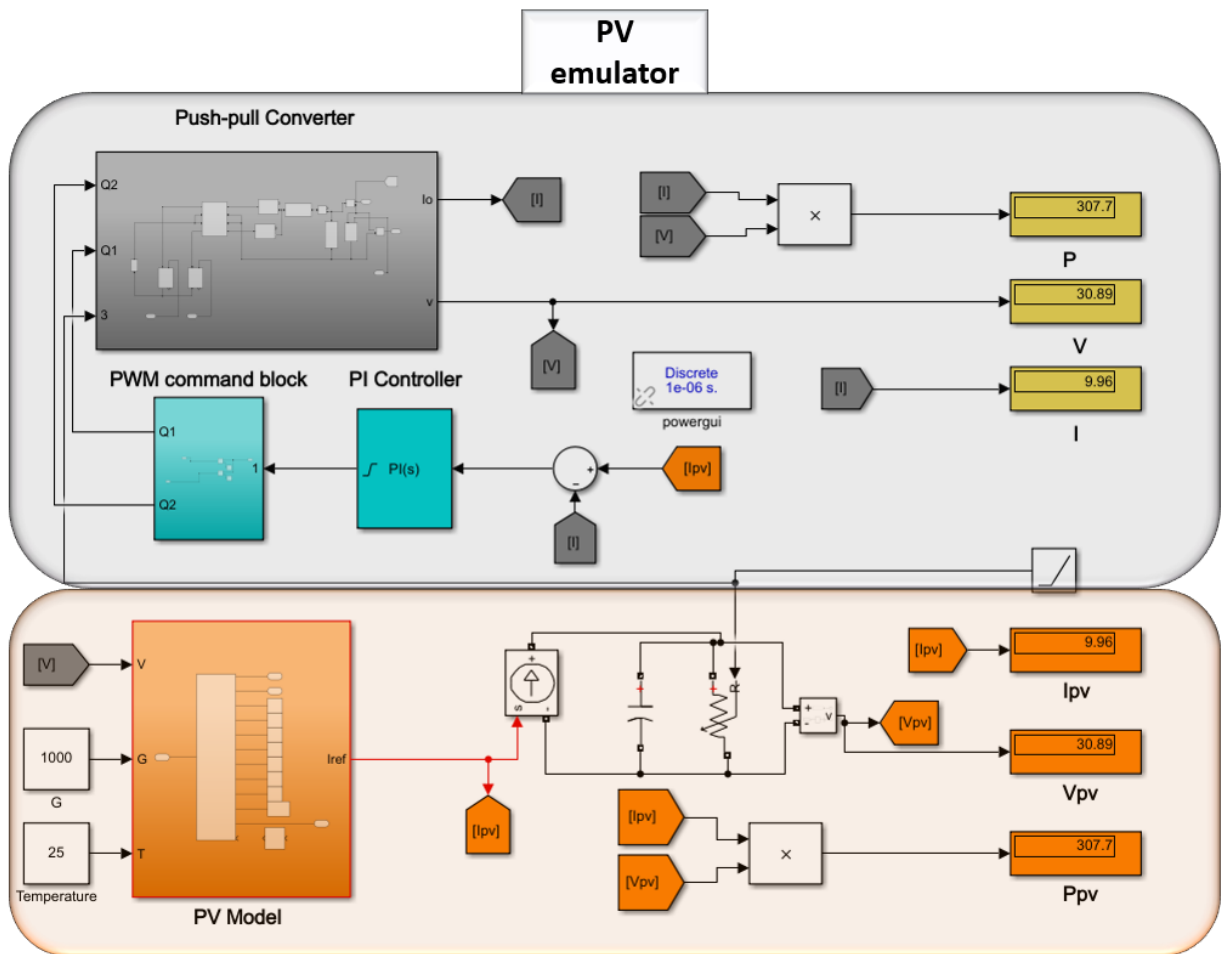 PV
emulator
Push-pull Converter
Q2
Q1
3
Io
v
[I]
[I]
[V]
×
307.7
P
30.89
V
[V]
Discrete
1e-06 s.
powergui
[I]
9.96
I
PWM command block
PI Controller
Q1
Q2
1
PI(s)
+
−
[Ipv]
[I]
[V]
V
1000
G
G
25
T
Temperature
Iref
PV Model
[Ipv]
+
s
-
+
+
R
+
-
v
[Vpv]
[Ipv]
9.96
Ipv
30.89
Vpv
[Ipv]
[Vpv]
×
307.7
Ppv